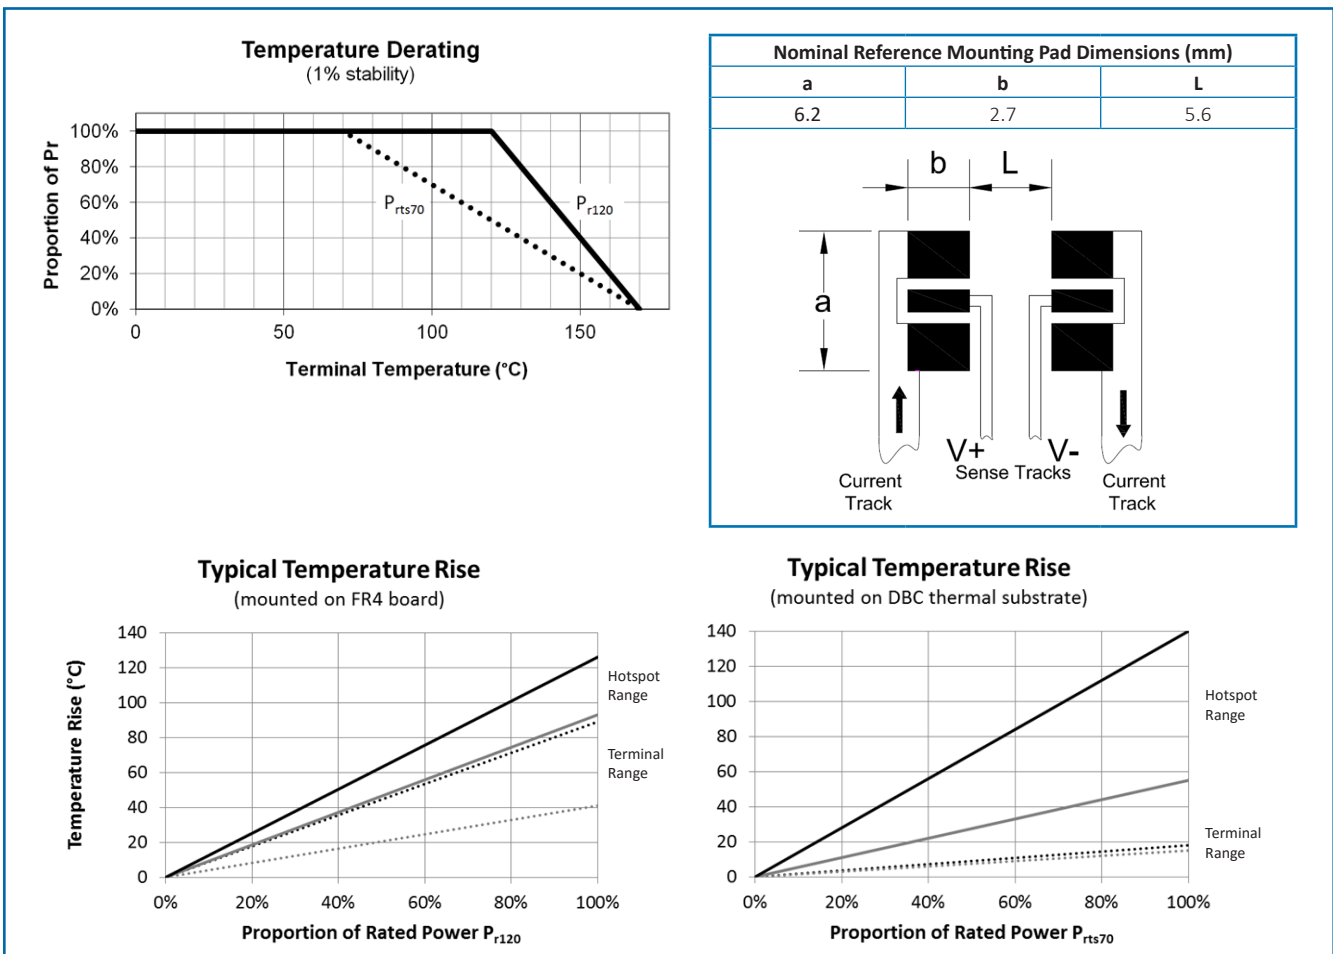 Temperature Derating
(1% stability)
100%
80%
60%
40%
20%
0%
Proportion of Pr
Prts70
Pr120
0
50
100
150
Terminal Temperature (°C)
Nominal Reference Mounting Pad Dimensions (mm)
a b L
6.2 2.7 5.6
b L
a
V+ V-
Sense Tracks
Current
Track
Current
Track
Typical Temperature Rise
(mounted on FR4 board)
140
120
100
80
60
40
20
0
Temperature Rise (°C)
Hotspot
Range
Terminal
Range
0% 20% 40% 60% 80% 100%
Proportion of Rated Power Pr120
Typical Temperature Rise
(mounted on DBC thermal substrate)
140
120
100
80
60
40
20
0
Hotspot
Range
Terminal
Range
0% 20% 40% 60% 80% 100%
Proportion of Rated Power Prts70